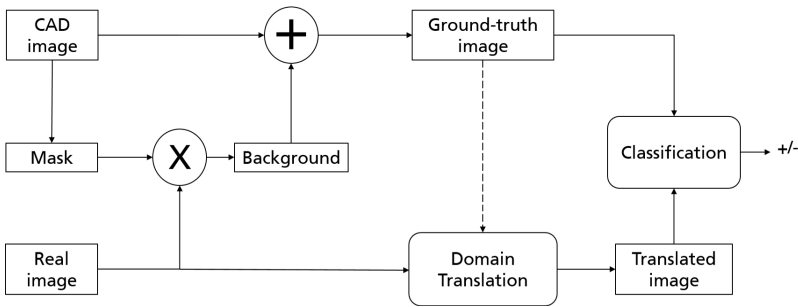 CAD
image
+
Ground-truth
image
Mask
X
Background
Classification
+/-
Real
image
Domain
Translation
Translated
image